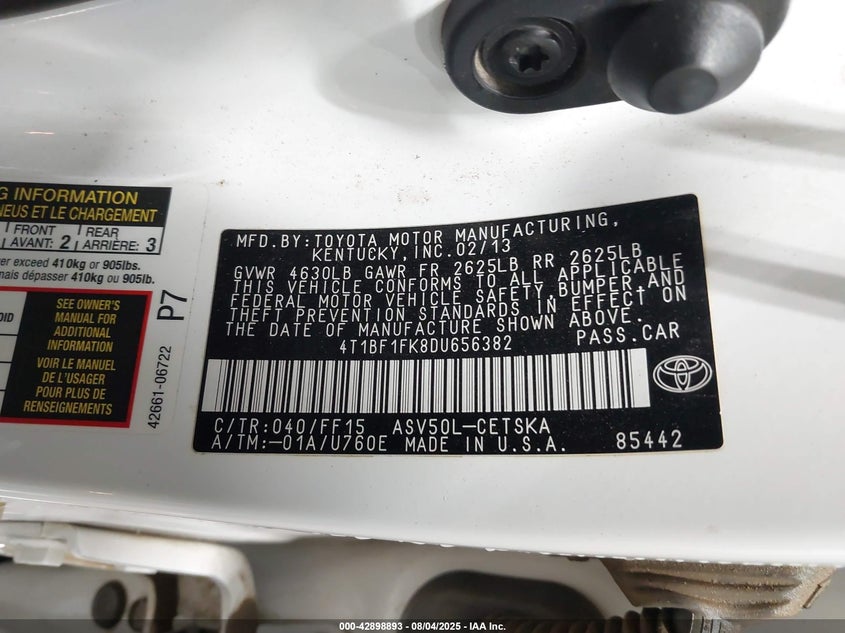 G INFORMATION
NEUS ET LE CHARGEMENT
FRONT
AVANT: 2
REAR
ARRIÈRE: 3
er exceed 410kg or 905lbs.
mais dépasser 410kg ou 905lb.
SEE OWNER'S
MANUAL FOR
ADDITIONAL
INFORMATION
VOIR LE MANUEL
DE L'USAGER
POUR PLUS DE
RENSEIGNEMENTS
P7
42661-06722
MFD.BY:TOYOTA MOTOR MANUFACTURING,
KENTUCKY, INC. 02/13
GVWR 4630LB GAWR FR 2625LB RR 2625LB
THIS VEHICLE CONFORMS TO ALL APPLICABLE
FEDERAL MOTOR VEHICLE SAFETY, BUMPER, AND
THEFT PREVENTION STANDARDS IN EFFECT ON
THE DATE OF MANUFACTURE SHOWN ABOVE.
4T1BF1FK8DU656382 PASS.CAR
C/TR:040/FF15 ASV50L-CETSKA
A/TM:-01A/U760E MADE IN U.S.A. 85442
000-42898893 - 08/04/2025 - IAA Inc.